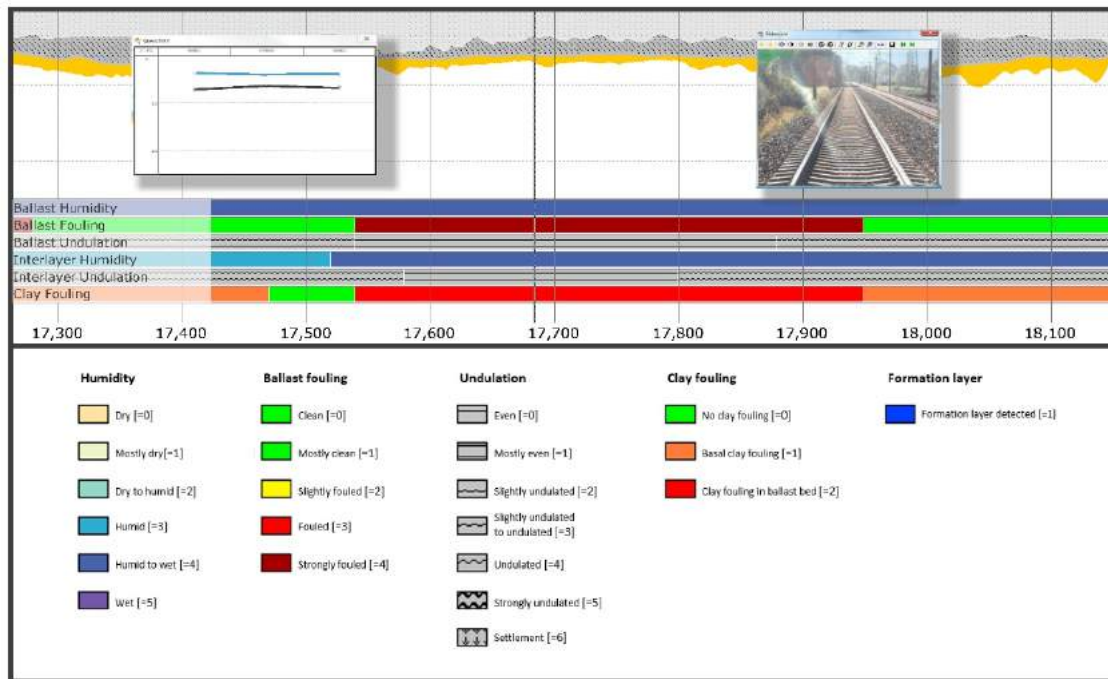 Ballast Humidity
Ballast Fouling
Ballast Undulation
Interlayer Humidity
Interlayer Undulation
Clay Fouling
17,300 17,400 17,500 17,600 17,700 17,800 17,900 18,000 18,100
Humidity Ballast fouling Undulation Clay fouling Formation layer
Dry [=0] Clean [=0] Even [=0] No clay fouling [=0] Formation layer detected [=1]
Mostly dry[=1] Mostly clean [=1] Mostly even [=1] Basal clay fouling [=1]
Dry to humid [=2] Slightly fouled [=2] Slightly undulated [=2] Clay fouling in ballast bed [=2]
Humid [=3] Fouled [=3] Slightly undulated
to undulated [=3]
Humid to wet [=4] Strongly fouled [=4] Undulated [=4]
Wet [=5] Strongly undulated [=5]
Settlement [=6]